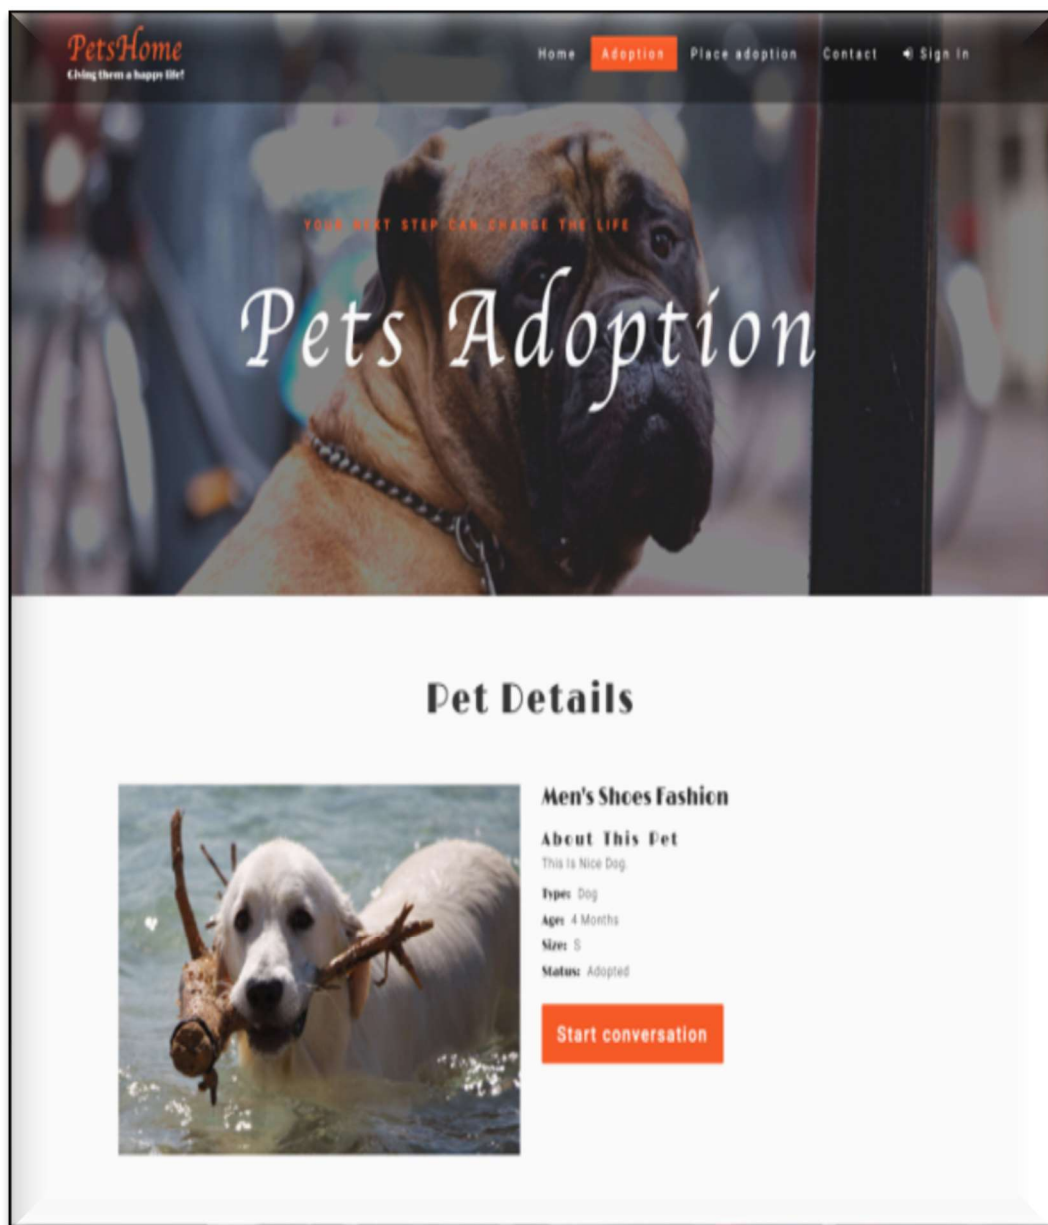 PetsHome
Giving them a happy life!
Home Adoption Place adoption Contact Sign In
YOUR NEXT STEP CAN CHANGE THE LIFE
Pets Adoption
Pet Details
Men's Shoes Fashion
About This Pet
This Is Nice Dog.
Type: Dog
Age: 4 Months
Size: S
Status: Adopted
Start conversation